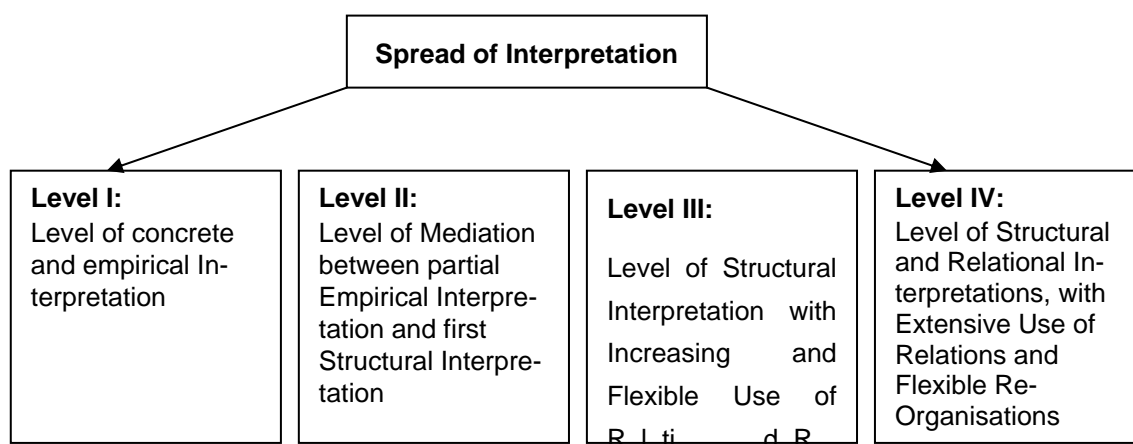 Spread of Interpretation
Level I:
Level of concrete
and empirical In-
terpretation
Level II:
Level of Mediation
between partial
Empirical Interpre-
tation and first
Structural Interpre-
tation
Level III:
Level of Structural
Interpretation with
Increasing and
Flexible Use of
Level IV:
Level of Structural
and Relational In-
terpretations, with
Extensive Use of
Relations and
Flexible Re-
Organisations